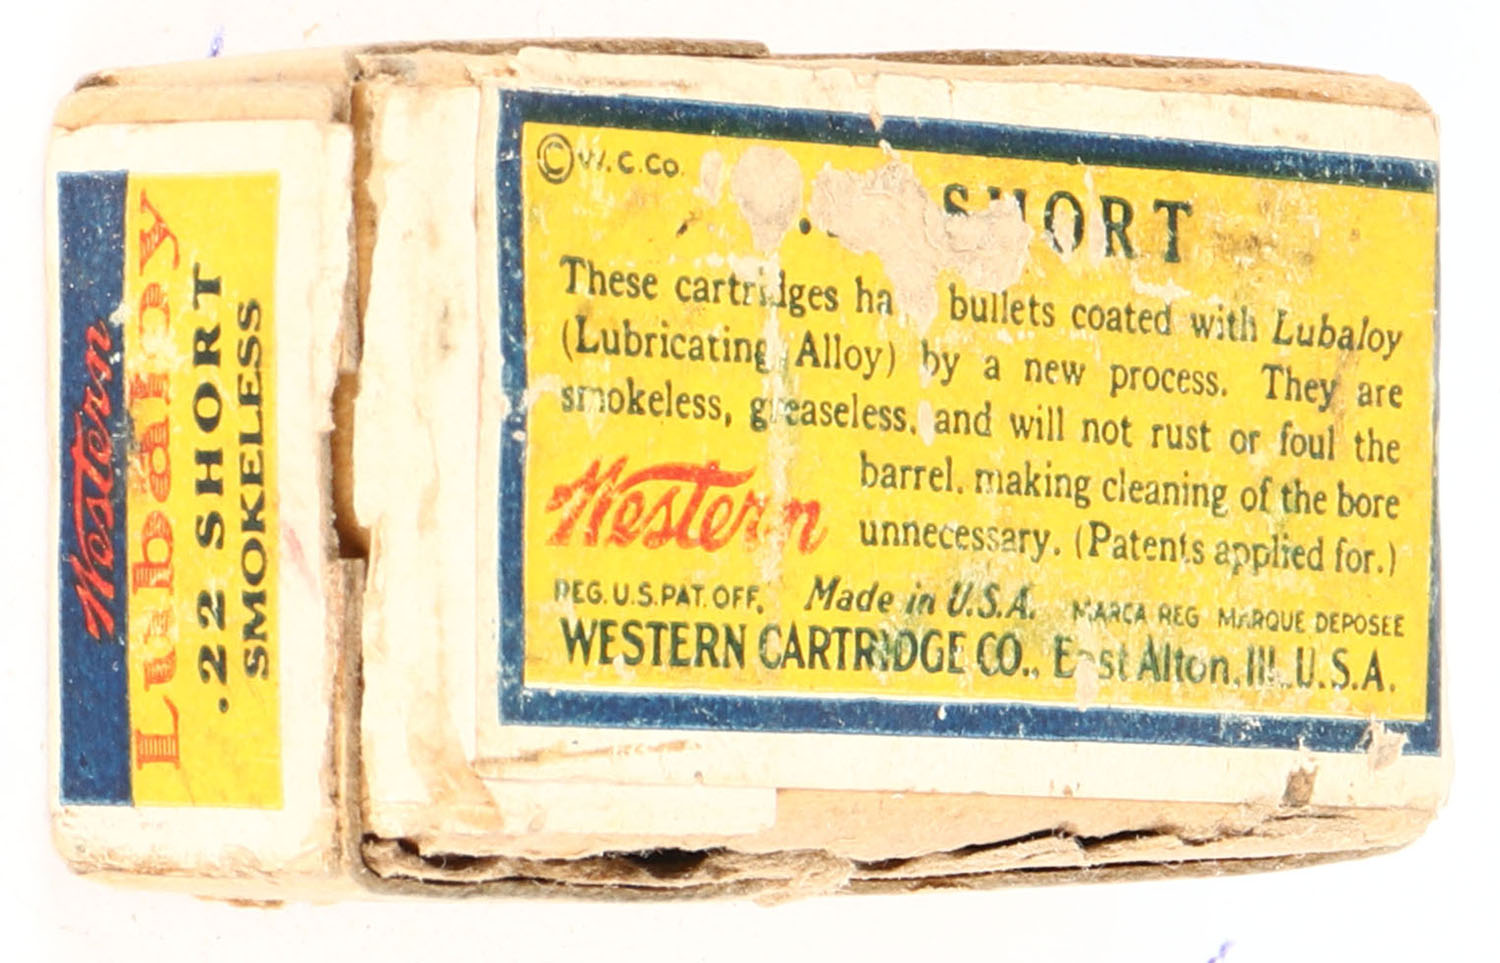 Western
Lubaloy
.22 SHORT
SMOKELESS
© W. C. Co.
SHORT
These cartridges ha bullets coated with Lubaloy
(Lubricating Alloy) by a new process. They are
smokeless, greaseless, and will not rust or foul the
barrel, making cleaning of the bore
unnecessary. (Patents applied for.)
Western
REG. U.S. PAT. OFF. Made in U.S.A. MARCA REG MARQUE DEPOSEE
WESTERN CARTRIDGE CO., East Alton, Ill. U.S.A.